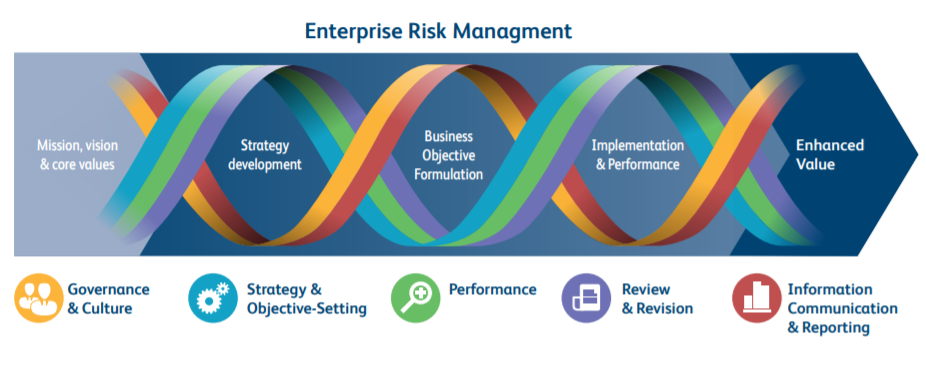 Enterprise Risk Managment
Mission, vision
& core values
Strategy
development
Business
Objective
Formulation
Implementation
& Performance
Enhanced
Value
Governance
& Culture
Strategy &
Objective-Setting
Performance
Review
& Revision
Information
Communication
& Reporting